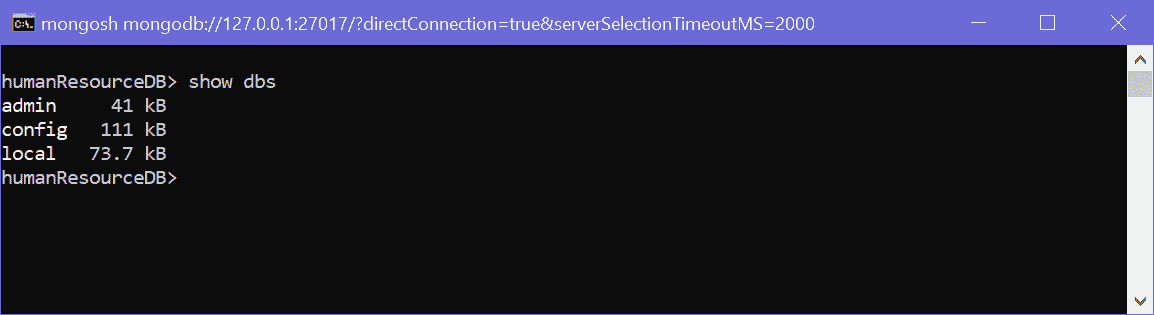 mongosh mongodb://127.0.0.1:27017/?directConnection=true&serverSelectionTimeoutMS=2000
humanResourceDB> show dbs
admin     41 kB
config   111 kB
local   73.7 kB
humanResourceDB>